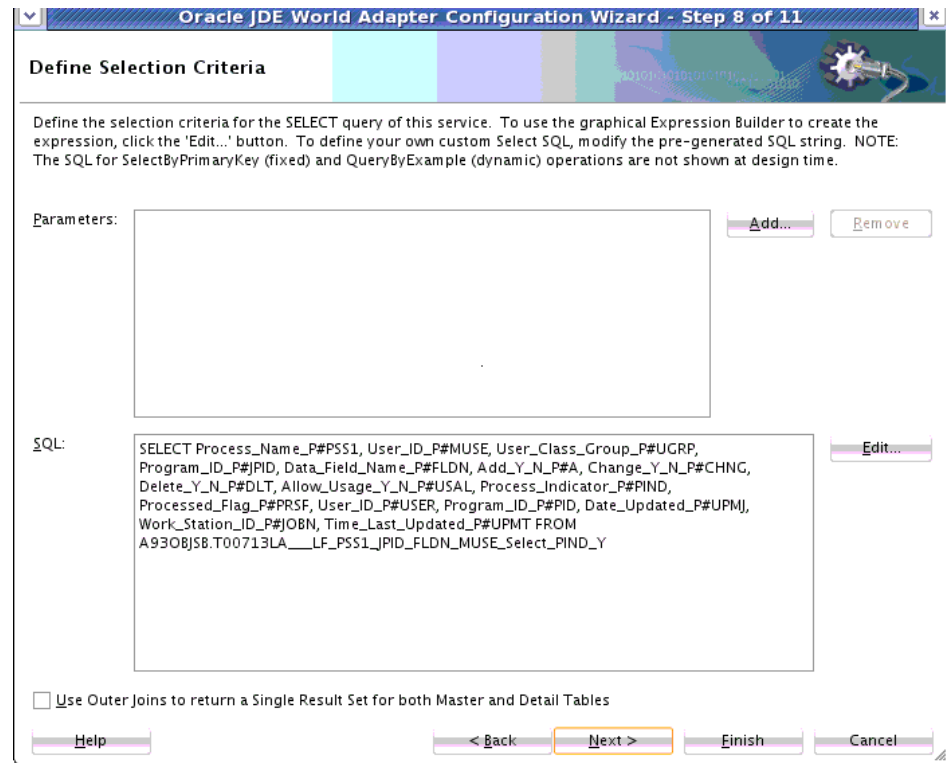 Oracle JDE World Adapter Configuration Wizard - Step 8 of 11
Define Selection Criteria
Define the selection criteria for the SELECT query of this service. To use the graphical Expression Builder to create the
expression, click the 'Edit...' button. To define your own custom Select SQL, modify the pre-generated SQL string. NOTE:
The SQL for SelectByPrimaryKey (fixed) and QueryByExample (dynamic) operations are not shown at design time.
Parameters:
Add...
Remove
SQL:
SELECT Process_Name_P#PSS1, User_ID_P#MUSE, User_Class_Group_P#UGRP,
Program_ID_P#JPID, Data_Field_Name_P#FLDN, Add_Y_N_P#A, Change_Y_N_P#CHNG,
Delete_Y_N_P#DLT, Allow_Usage_Y_N_P#USAL, Process_Indicator_P#PIND,
Processed_Flag_P#PRSF, User_ID_P#USER, Program_ID_P#PID, Date_Updated_P#UPMJ,
Work_Station_ID_P#JOBN, Time_Last_Updated_P#UPMT FROM
A93OBJSB.T00713LA___LF_PSS1_JPID_FLDN_MUSE_Select_PIND_Y
Edit...
Use Outer Joins to return a Single Result Set for both Master and Detail Tables
Help
< Back
Next >
Finish
Cancel